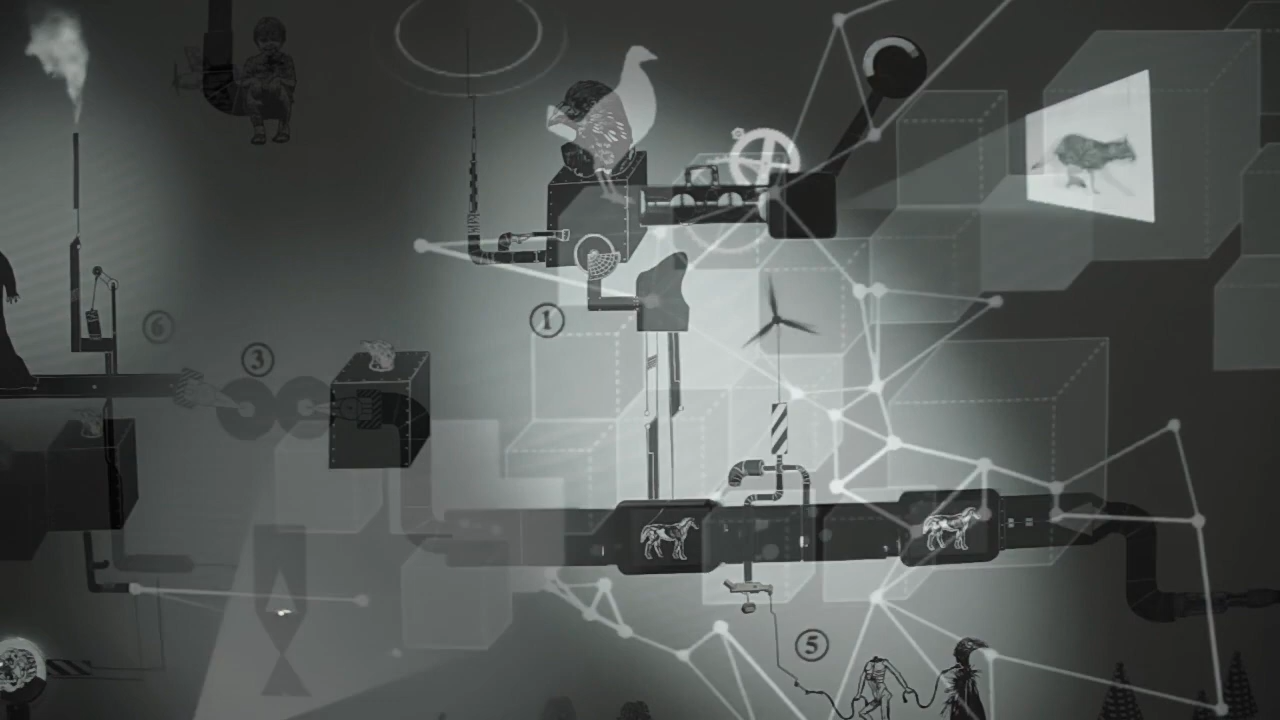 ①
⑥
③
⑤